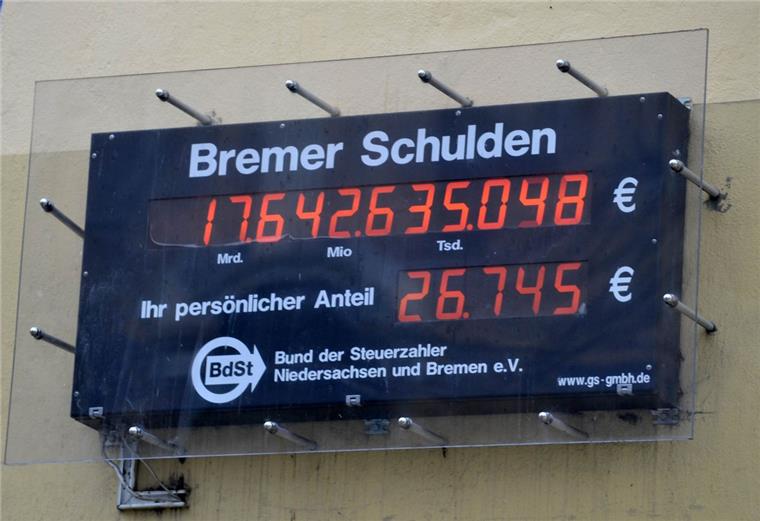 Bremer Schulden
17.642.635.048 €
Mrd. Mio Tsd.
Ihr persönlicher Anteil 26.745 €
BdSt
Bund der Steuerzahler
Niedersachsen und Bremen e.V.
www.gs-gmbh.de